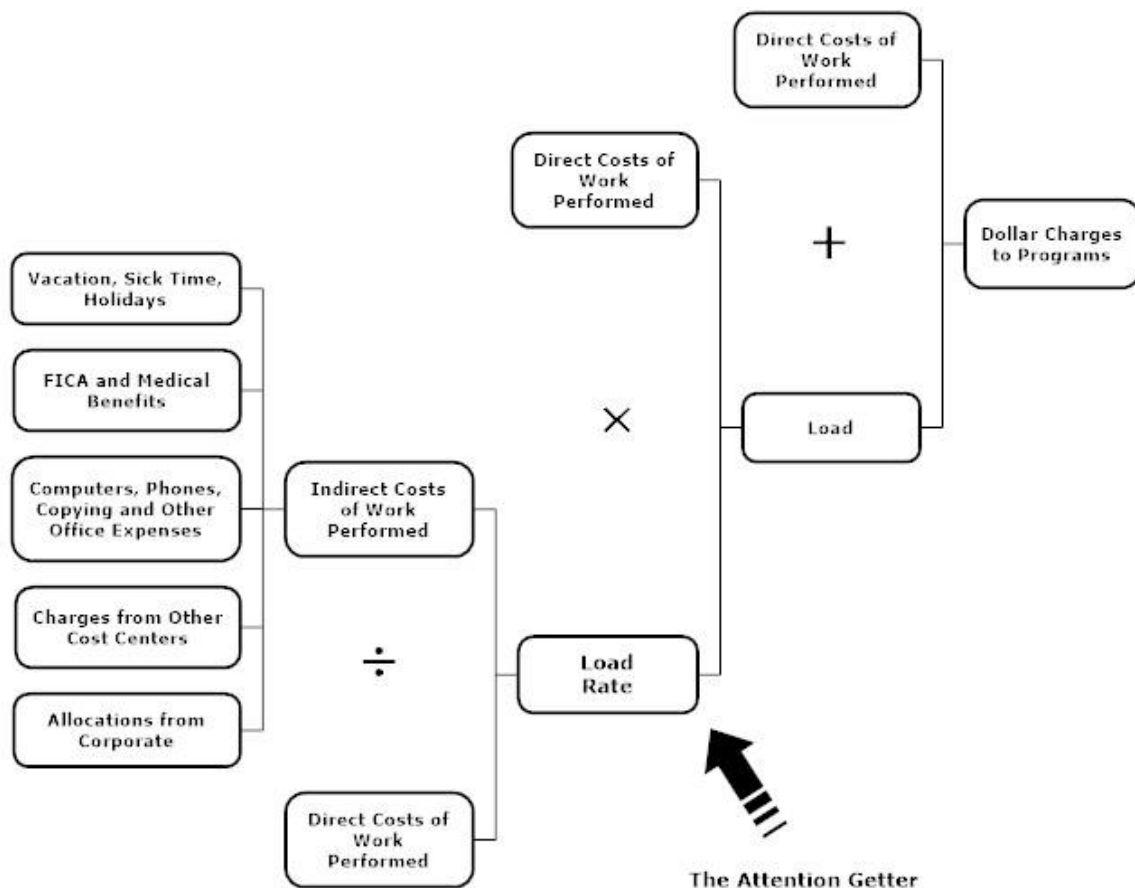 Direct Costs of
Work
Performed
Direct Costs of
Work
Performed
+
Dollar Charges
to Programs
Vacation, Sick Time,
Holidays
FICA and Medical
Benefits
×
Load
Computers, Phones,
Copying and Other
Office Expenses
Indirect Costs
of Work
Performed
Charges from Other
Cost Centers
÷
Load
Rate
Allocations from
Corporate
Direct Costs of
Work
Performed
The Attention Getter